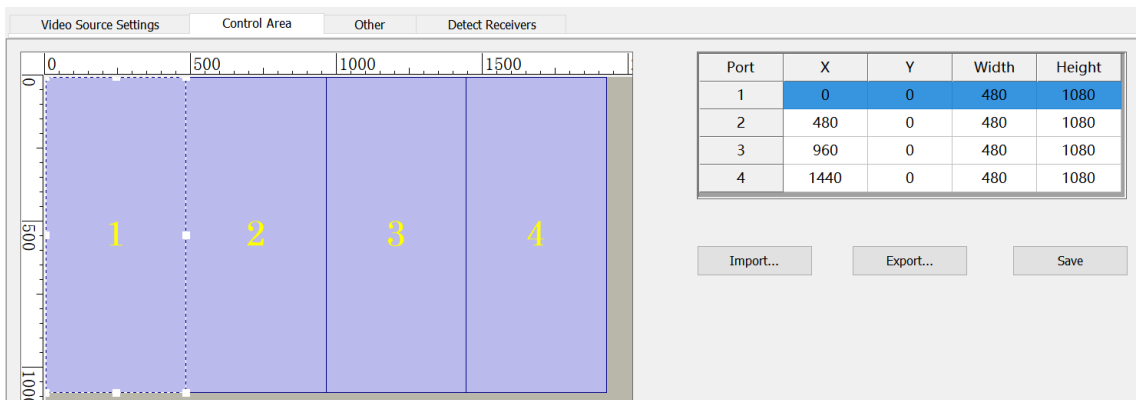 Video Source Settings Control Area Other Detect Receivers
0 500 1000 1500
0
500
1000
1 2 3 4
Port X Y Width Height
1 0 0 480 1080
2 480 0 480 1080
3 960 0 480 1080
4 1440 0 480 1080
Import... Export... Save